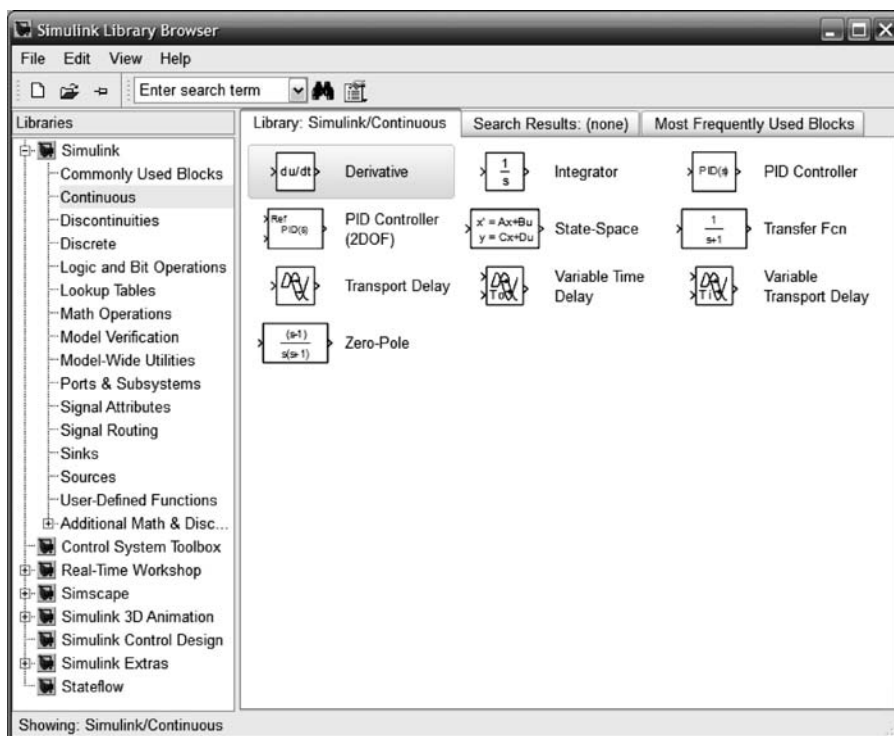 Simulink Library Browser
File Edit View Help
Enter search term
Libraries
Simulink
Commonly Used Blocks
Continuous
Discontinuities
Discrete
Logic and Bit Operations
Lookup Tables
Math Operations
Model Verification
Model-Wide Utilities
Ports & Subsystems
Signal Attributes
Signal Routing
Sinks
Sources
User-Defined Functions
Additional Math & Disc...
Control System Toolbox
Real-Time Workshop
Simscape
Simulink 3D Animation
Simulink Control Design
Simulink Extras
Stateflow
Library: Simulink/Continuous Search Results: (none) Most Frequently Used Blocks
du/dt Derivative
1
s
Integrator
PID(s) PID Controller
Ref
PID(s)
PID Controller
(2DOF)
x' = Ax+Bu
y = Cx+Du
State-Space
1
s+1
Transfer Fcn
Transport Delay
To
Variable Time
Delay
Ti
Variable
Transport Delay
(s-1)
s(s+1)
Zero-Pole
Showing: Simulink/Continuous